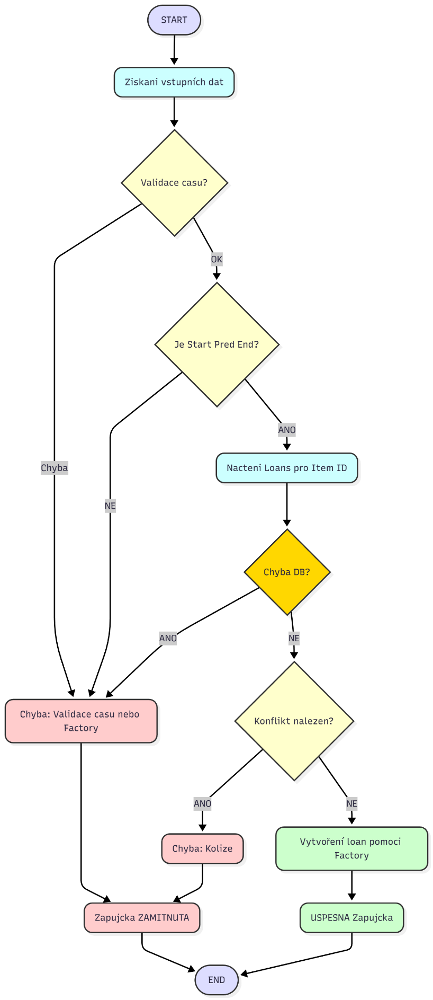 START
Ziskani vstupních dat
Validace casu?
OK
Je Start Pred End?
ANO
Chyba
Nacteni Loans pro Item ID
NE
Chyba DB?
ANO
NE
Chyba: Validace casu nebo
Factory
Konflikt nalezen?
ANO
NE
Chyba: Kolize
Vytvoření loan pomoci
Factory
Zapujcka ZAMITNUTA
USPESNA Zapujcka
END